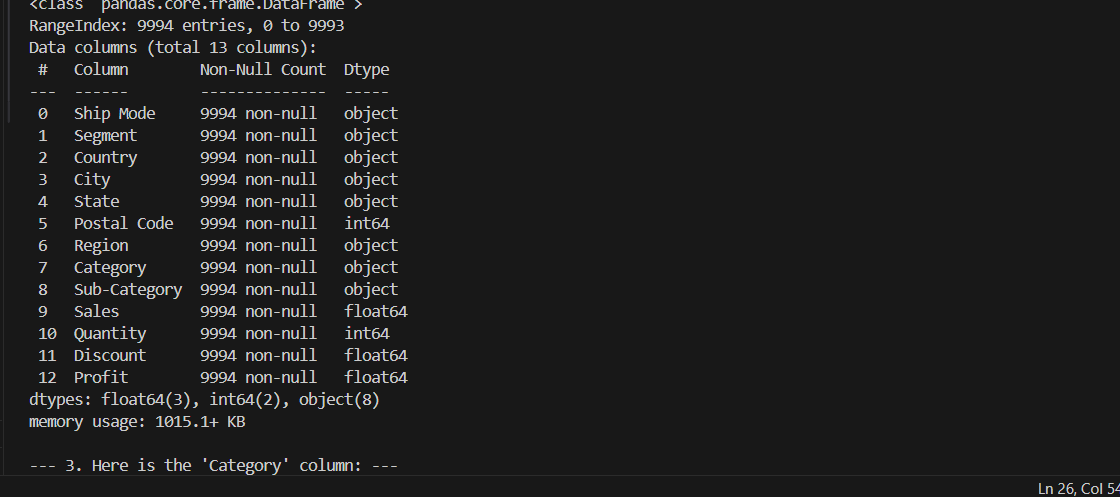 <class 'pandas.core.frame.DataFrame'>
RangeIndex: 9994 entries, 0 to 9993
Data columns (total 13 columns):
 #   Column        Non-Null Count  Dtype
---  ------        --------------  -----
 0   Ship Mode     9994 non-null   object
 1   Segment       9994 non-null   object
 2   Country       9994 non-null   object
 3   City          9994 non-null   object
 4   State         9994 non-null   object
 5   Postal Code   9994 non-null   int64
 6   Region        9994 non-null   object
 7   Category      9994 non-null   object
 8   Sub-Category  9994 non-null   object
 9   Sales         9994 non-null   float64
 10  Quantity      9994 non-null   int64
 11  Discount      9994 non-null   float64
 12  Profit        9994 non-null   float64
dtypes: float64(3), int64(2), object(8)
memory usage: 1015.1+ KB
--- 3. Here is the 'Category' column: ---
Ln 26, Col 54